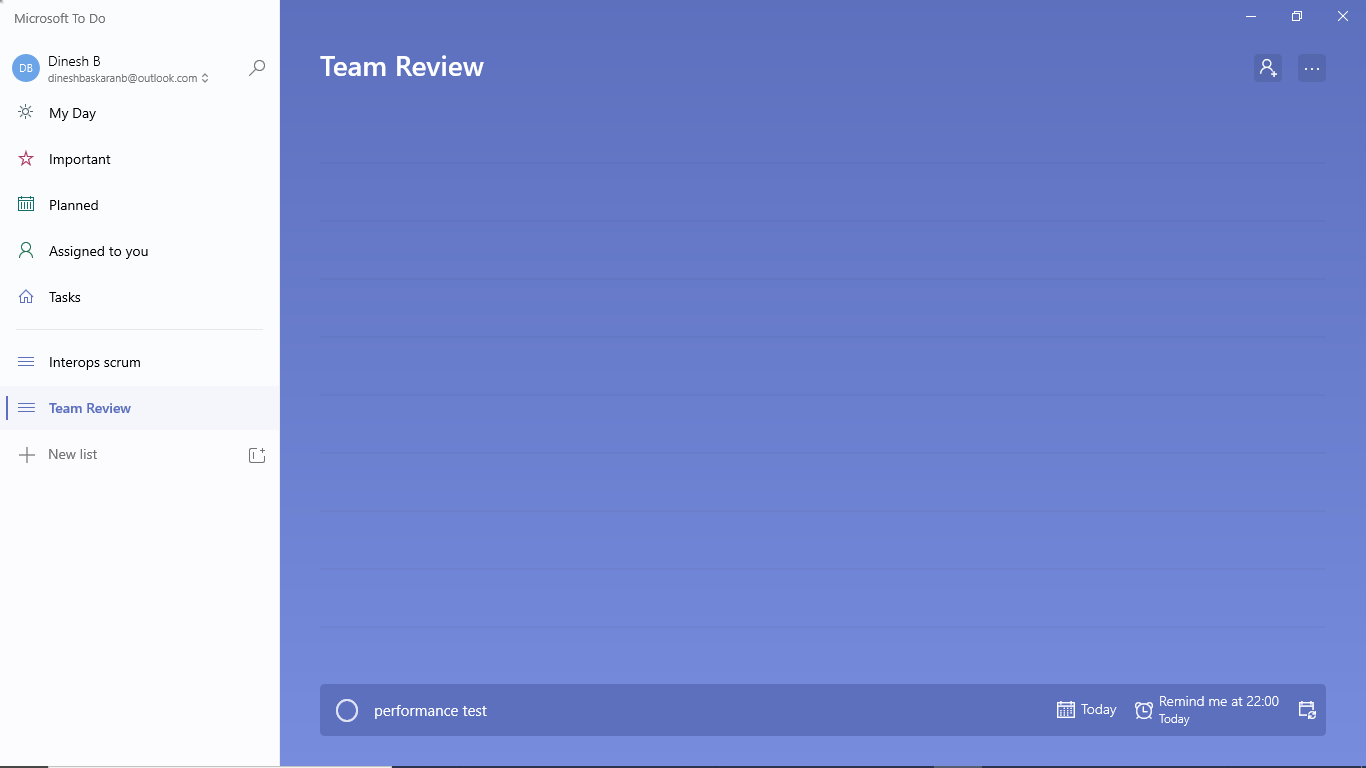 Microsoft To Do
DB
Dinesh B
dineshbaskaranb@outlook.com
My Day
Important
Planned
Assigned to you
Tasks
Interops scrum
Team Review
New list
Team Review
performance test
Today
Remind me at 22:00
Today